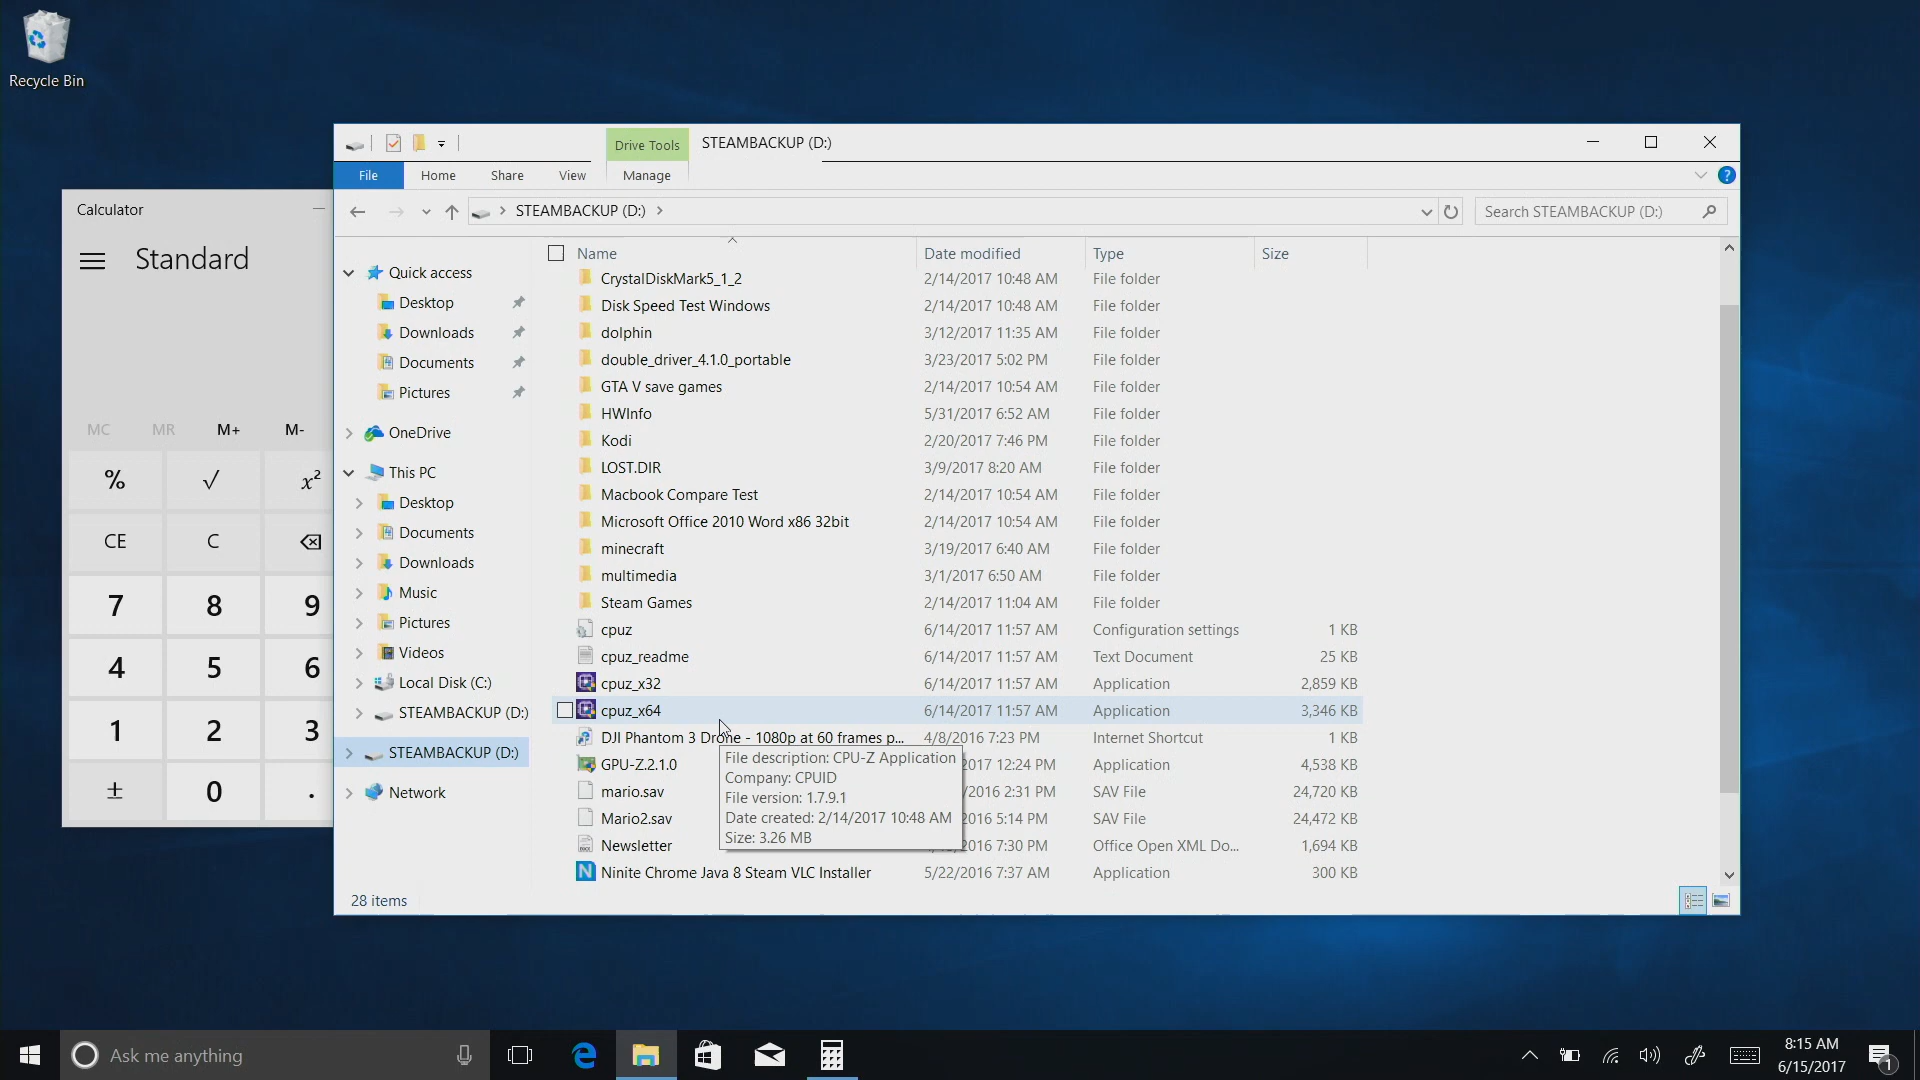 Recycle Bin
Drive Tools
STEAMBACKUP (D:)
File
Home
Share
View
Manage
STEAMBACKUP (D:)
Search STEAMBACKUP (D:)
Calculator
Standard
MC MR M+ M-
% √ x²
CE C
7 8 9
4 5 6
1 2 3
± 0 .
Quick access
Desktop
Downloads
Documents
Pictures
OneDrive
This PC
Desktop
Documents
Downloads
Music
Pictures
Videos
Local Disk (C:)
STEAMBACKUP (D:)
STEAMBACKUP (D:)
Network
Name Date modified Type Size
CrystalDiskMark5_1_2 2/14/2017 10:48 AM File folder
Disk Speed Test Windows 2/14/2017 10:48 AM File folder
dolphin 3/12/2017 11:35 AM File folder
double_driver_4.1.0_portable 3/23/2017 5:02 PM File folder
GTA V save games 2/14/2017 10:54 AM File folder
HWInfo 5/31/2017 6:52 AM File folder
Kodi 2/20/2017 7:46 PM File folder
LOST.DIR 3/9/2017 8:20 AM File folder
Macbook Compare Test 2/14/2017 10:54 AM File folder
Microsoft Office 2010 Word x86 32bit 2/14/2017 10:54 AM File folder
minecraft 3/19/2017 6:40 AM File folder
multimedia 3/1/2017 6:50 AM File folder
Steam Games 2/14/2017 11:04 AM File folder
cpuz 6/14/2017 11:57 AM Configuration settings 1 KB
cpuz_readme 6/14/2017 11:57 AM Text Document 25 KB
cpuz_x32 6/14/2017 11:57 AM Application 2,859 KB
cpuz_x64 6/14/2017 11:57 AM Application 3,346 KB
DJI Phantom 3 Drone - 1080p at 60 frames p... 4/8/2016 7:23 PM Internet Shortcut 1 KB
GPU-Z.2.1.0 /2017 12:24 PM Application 4,538 KB
mario.sav /2016 2:31 PM SAV File 24,720 KB
Mario2.sav 2016 5:14 PM SAV File 24,472 KB
Newsletter 7:30 PM Office Open XML Do... 1,694 KB
Ninite Chrome Java 8 Steam VLC Installer 5/22/2016 7:37 AM Application 300 KB
File description: CPU-Z Application
Company: CPUID
File version: 1.7.9.1
Date created: 2/14/2017 10:48 AM
Size: 3.26 MB
28 items
Ask me anything
8:15 AM
6/15/2017
1